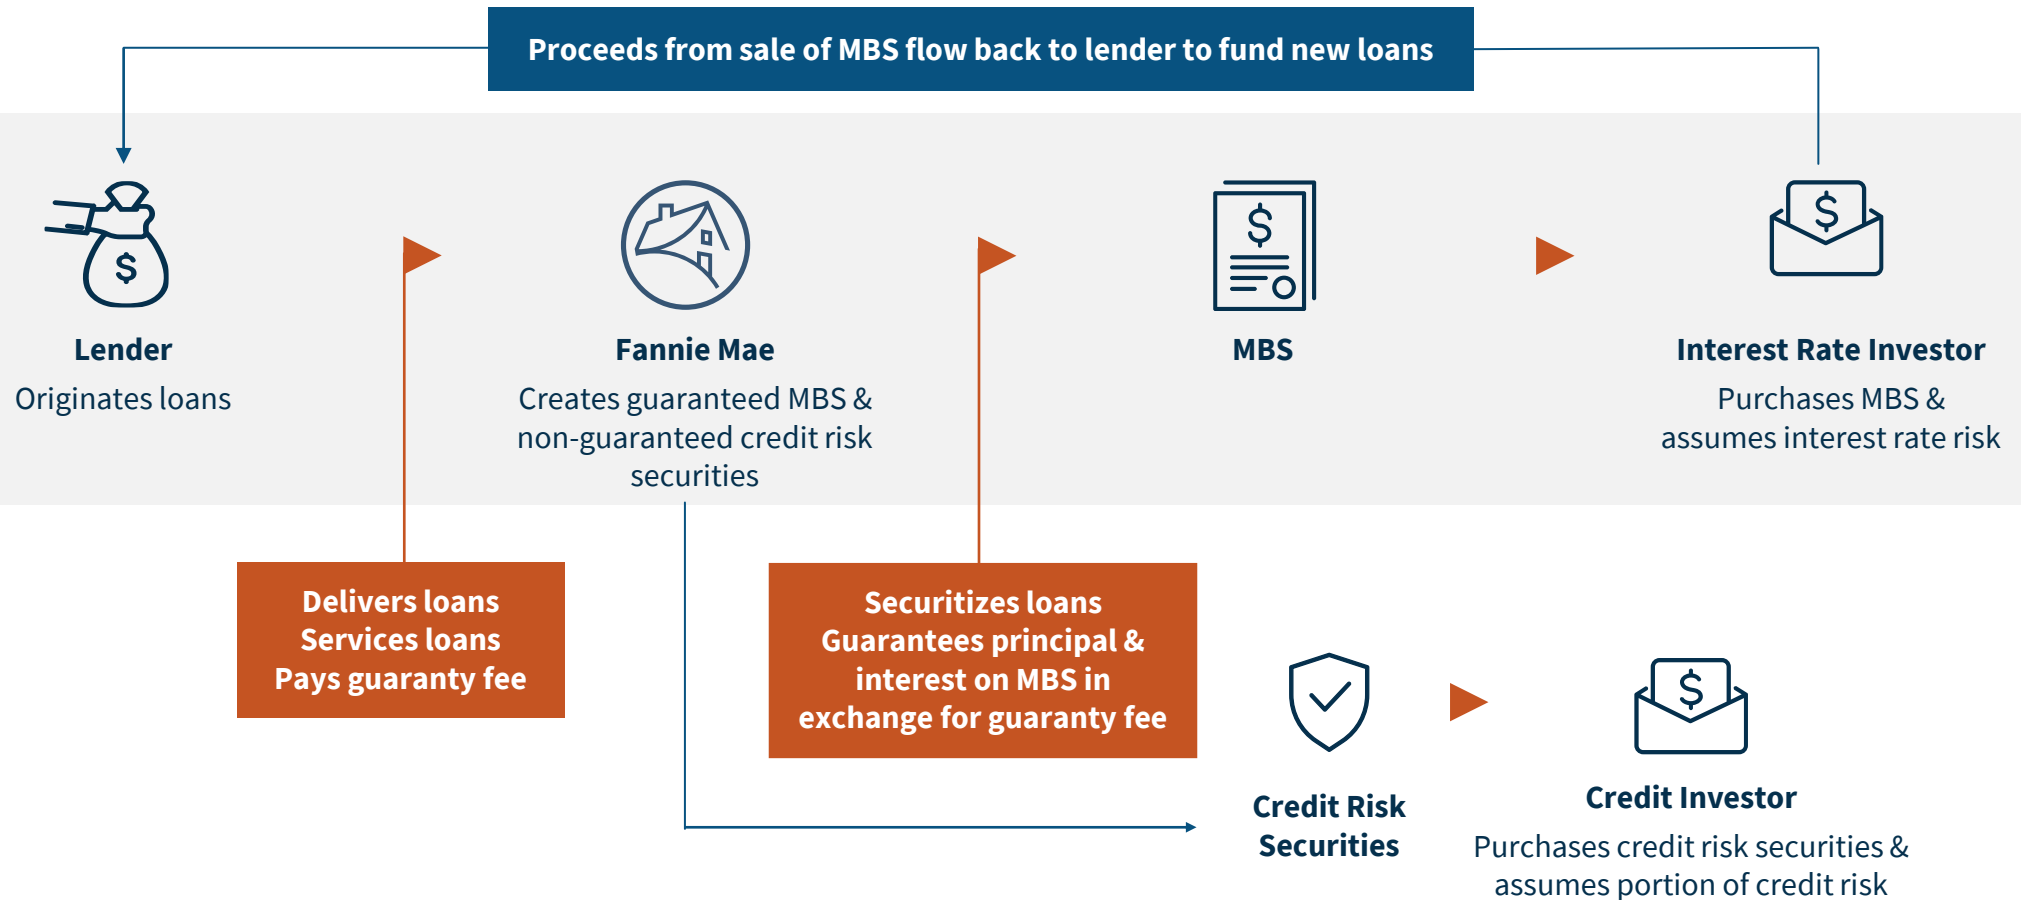 Proceeds from sale of MBS flow back to lender to fund new loans
$
Lender
Originates loans
Fannie Mae
Creates guaranteed MBS &
non-guaranteed credit risk
securities
$
MBS
$
Interest Rate Investor
Purchases MBS &
assumes interest rate risk
Delivers loans
Services loans
Pays guaranty fee
Securitizes loans
Guarantees principal &
interest on MBS in
exchange for guaranty fee
Credit Risk
Securities
$
Credit Investor
Purchases credit risk securities &
assumes portion of credit risk